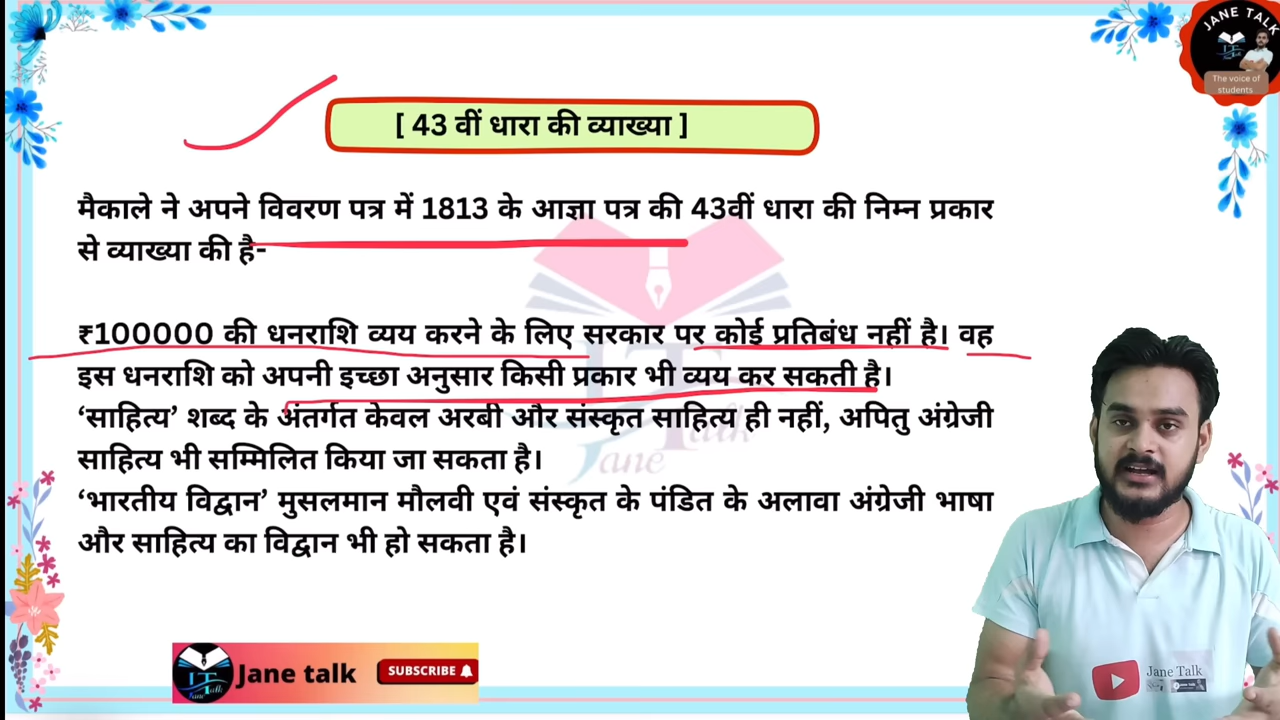 JANE TALK
The voice of
students
[ 43 वीं धारा की व्याख्या ]
मैकाले ने अपने विवरण पत्र में 1813 के आज्ञा पत्र की 43वीं धारा की निम्न प्रकार
से व्याख्या की है-
₹100000 की धनराशि व्यय करने के लिए सरकार पर कोई प्रतिबंध नहीं है। वह
इस धनराशि को अपनी इच्छा अनुसार किसी प्रकार भी व्यय कर सकती है।
‘साहित्य’ शब्द के अंतर्गत केवल अरबी और संस्कृत साहित्य ही नहीं, अपितु अंग्रेजी
साहित्य भी सम्मिलित किया जा सकता है।
‘भारतीय विद्वान’ मुसलमान मौलवी एवं संस्कृत के पंडित के अलावा अंग्रेजी भाषा
और साहित्य का विद्वान भी हो सकता है।
Jane talk
SUBSCRIBE
Jane Talk